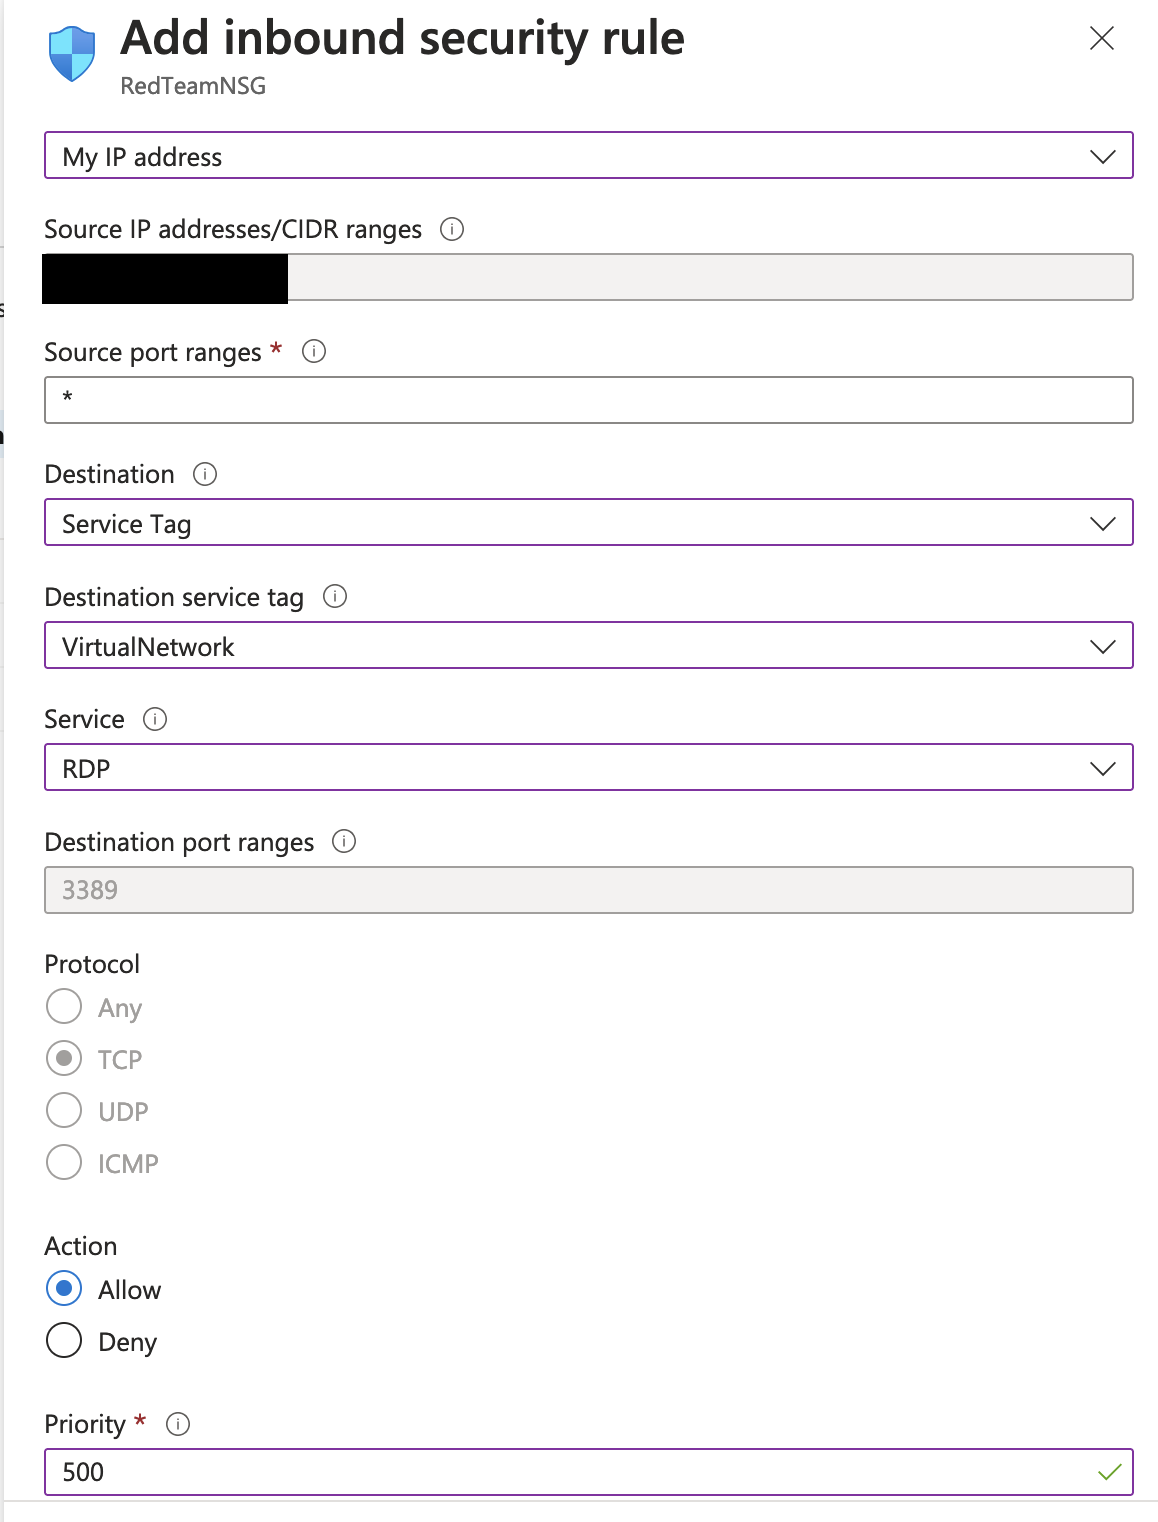 Add inbound security rule
RedTeamNSG
My IP address
Source IP addresses/CIDR ranges
Source port ranges *
*
Destination
Service Tag
Destination service tag
VirtualNetwork
Service
RDP
Destination port ranges
3389
Protocol
Any
TCP
UDP
ICMP
Action
Allow
Deny
Priority *
500